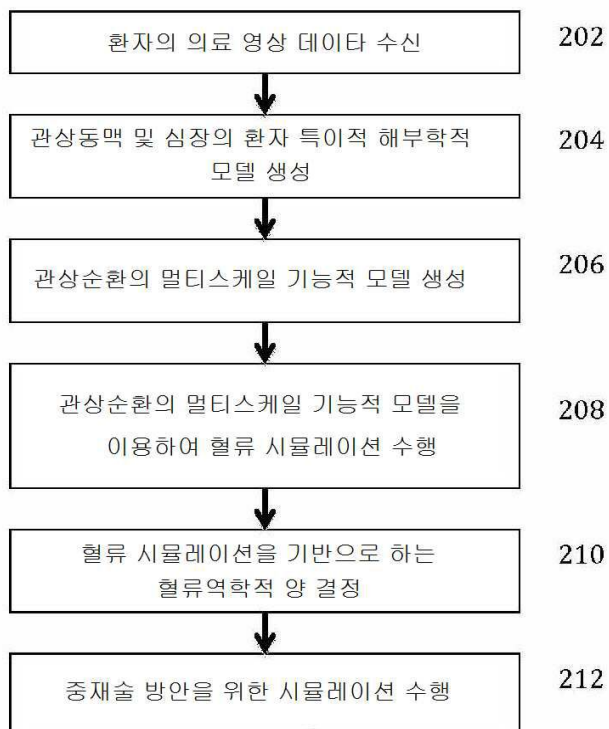 환자의 의료 영상 데이타 수신
202
관상동맥 및 심장의 환자 특이적 해부학적
모델 생성
204
관상순환의 멀티스케일 기능적 모델 생성
206
관상순환의 멀티스케일 기능적 모델을
이용하여 혈류 시뮬레이션 수행
208
혈류 시뮬레이션을 기반으로 하는
혈류역학적 양 결정
210
중재술 방안을 위한 시뮬레이션 수행
212